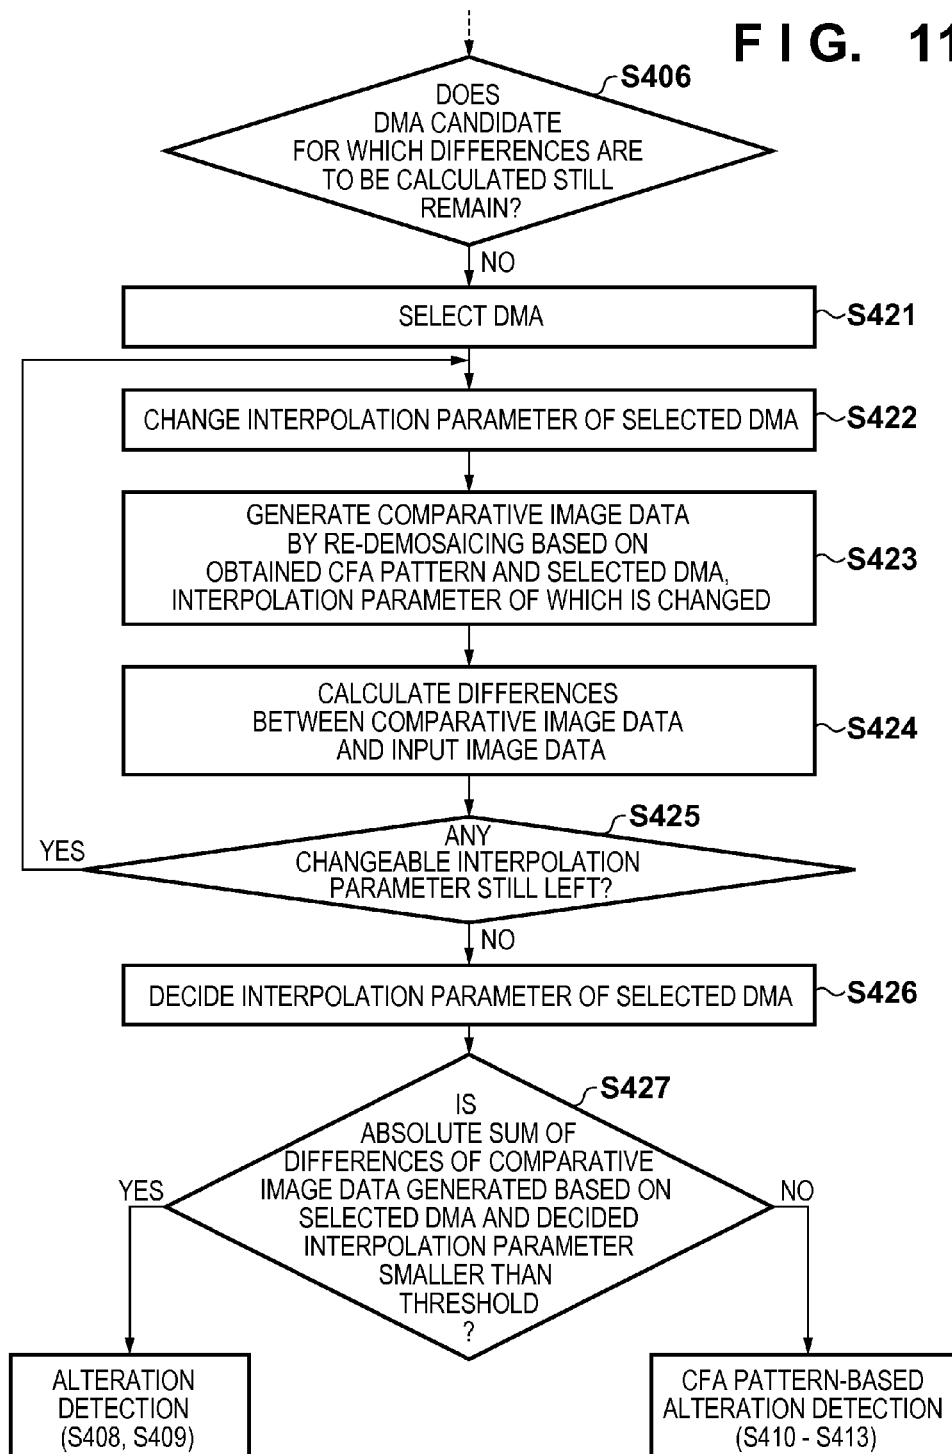 FIG. 11
S406
DOES
DMA CANDIDATE
FOR WHICH DIFFERENCES ARE
TO BE CALCULATED STILL
REMAIN?
NO
SELECT DMA
S421
CHANGE INTERPOLATION PARAMETER OF SELECTED DMA
S422
GENERATE COMPARATIVE IMAGE DATA
BY RE-DEMOSAICING BASED ON
OBTAINED CFA PATTERN AND SELECTED DMA,
INTERPOLATION PARAMETER OF WHICH IS CHANGED
S423
CALCULATE DIFFERENCES
BETWEEN COMPARATIVE IMAGE DATA
AND INPUT IMAGE DATA
S424
S425
YES
ANY
CHANGEABLE INTERPOLATION
PARAMETER STILL LEFT?
NO
DECIDE INTERPOLATION PARAMETER OF SELECTED DMA
S426
S427
IS
ABSOLUTE SUM OF
DIFFERENCES OF COMPARATIVE
IMAGE DATA GENERATED BASED ON
SELECTED DMA AND DECIDED
INTERPOLATION PARAMETER
SMALLER THAN
THRESHOLD
?
YES
NO
ALTERATION
DETECTION
(S408, S409)
CFA PATTERN-BASED
ALTERATION DETECTION
(S410 - S413)